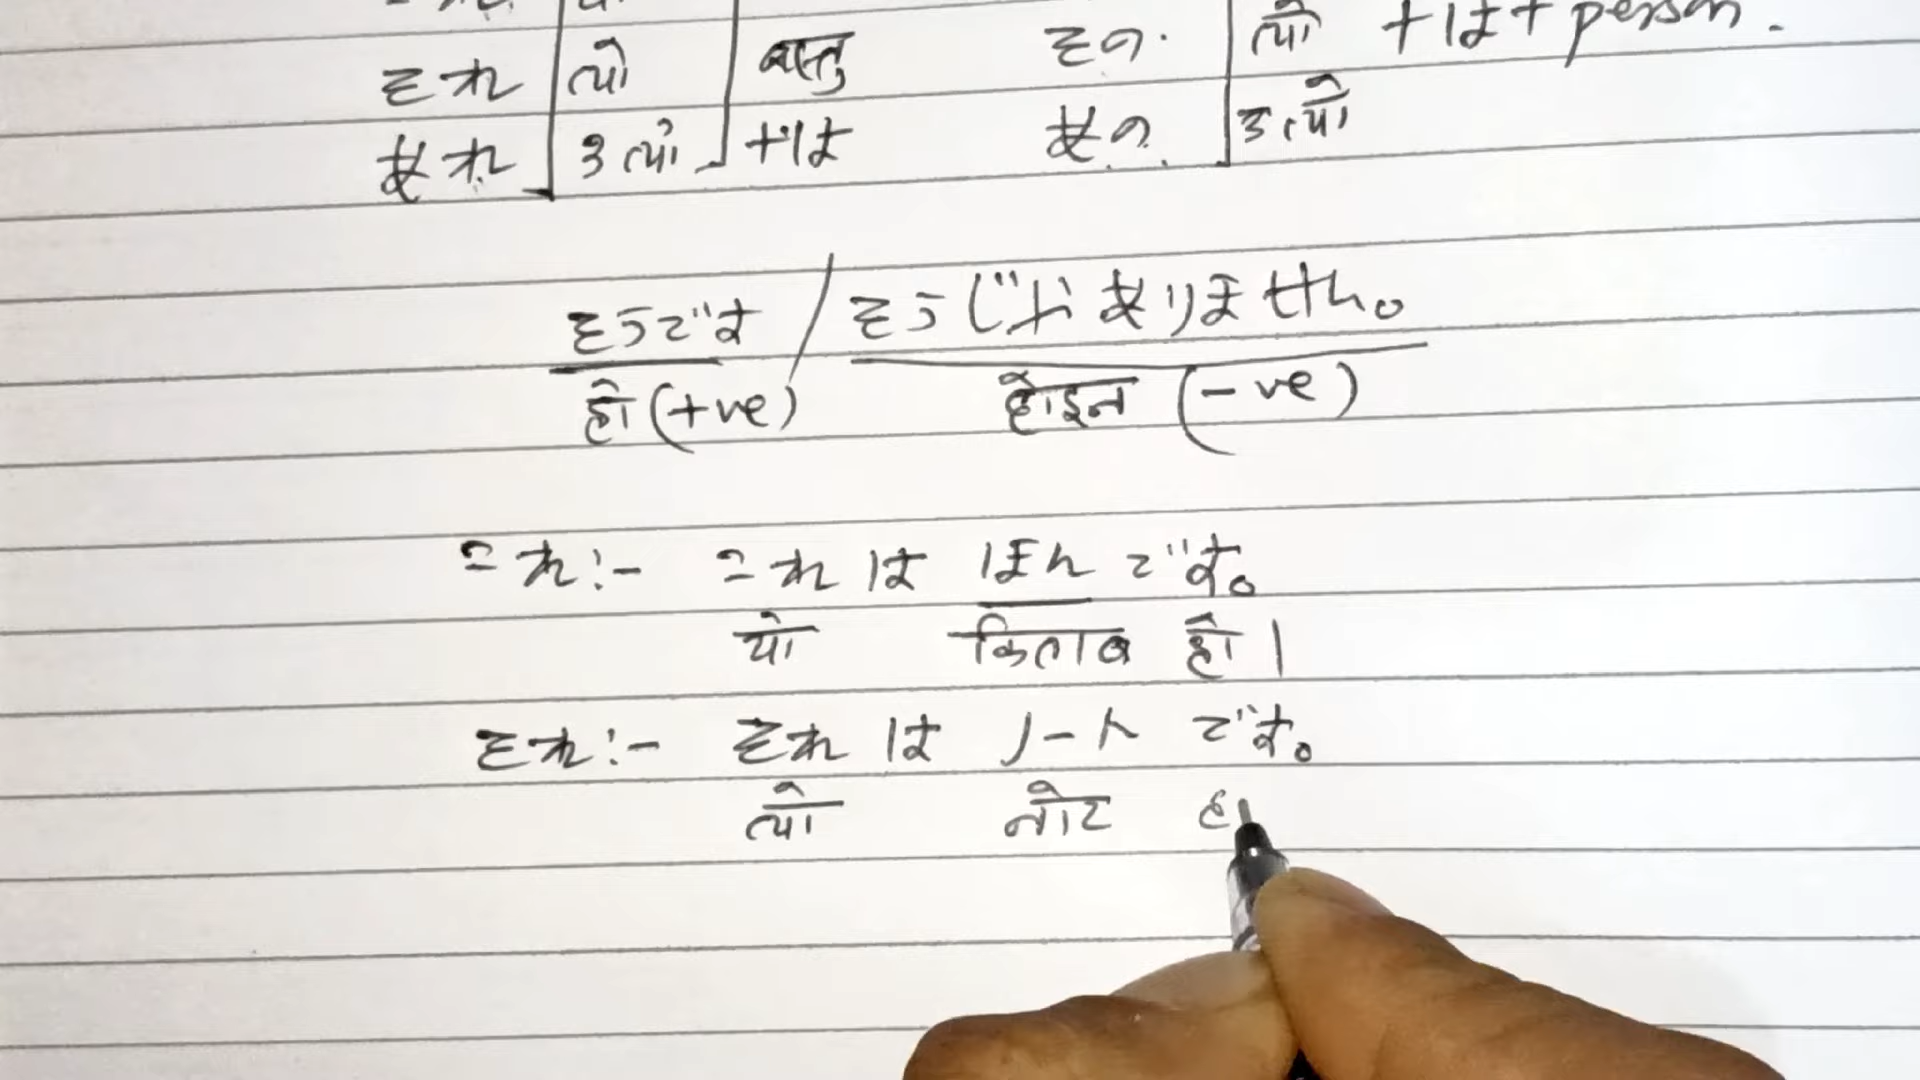 それ त्यो वस्तु その. त्यो +は+ person.
あれ उ त्यो +は あの. उ त्यो
そうです / そうじゃありません。
हो (+ve) होइन (-ve)
これ:- これは ほん です。
यो किताब हो।
それ:- それは ノート です。
त्यो नोट ह